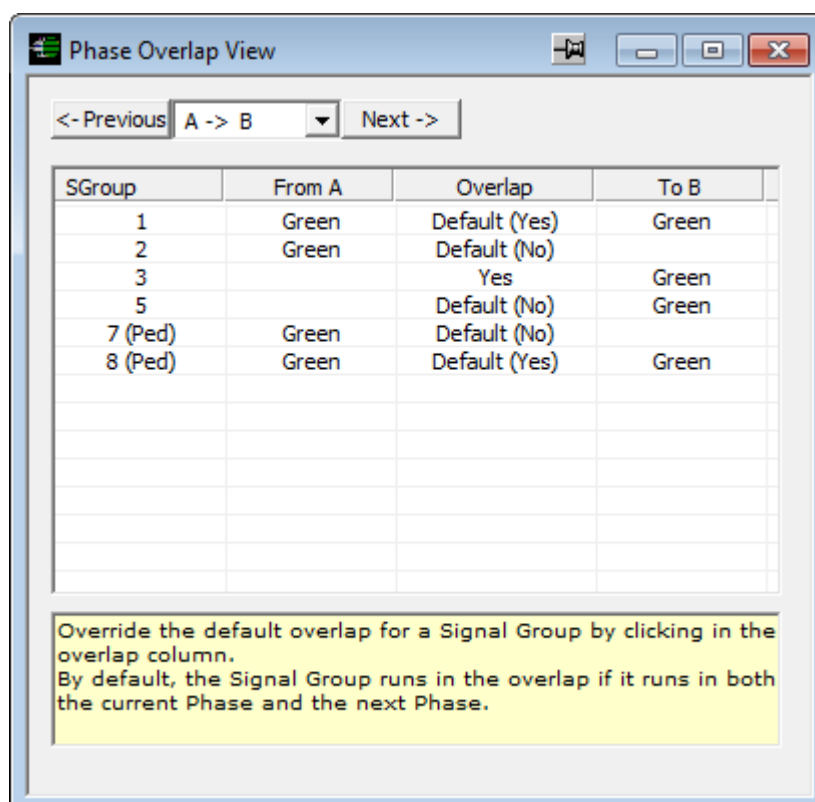 Phase Overlap View
<- Previous A -> B Next ->
SGroup From A Overlap To B
1 Green Default (Yes) Green
2 Green Default (No)
3 Yes Green
5 Default (No) Green
7 (Ped) Green Default (No)
8 (Ped) Green Default (Yes) Green
Override the default overlap for a Signal Group by clicking in the
overlap column.
By default, the Signal Group runs in the overlap if it runs in both
the current Phase and the next Phase.